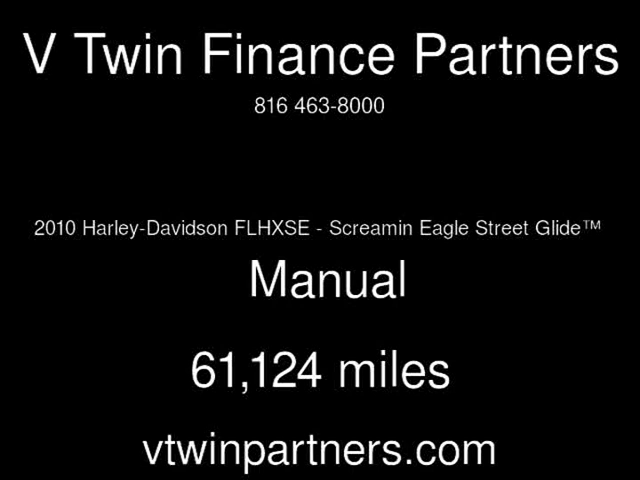 V Twin Finance Partners
816 463-8000
2010 Harley-Davidson FLHXSE - Screamin Eagle Street Glide™
Manual
61,124 miles
vtwinpartners.com